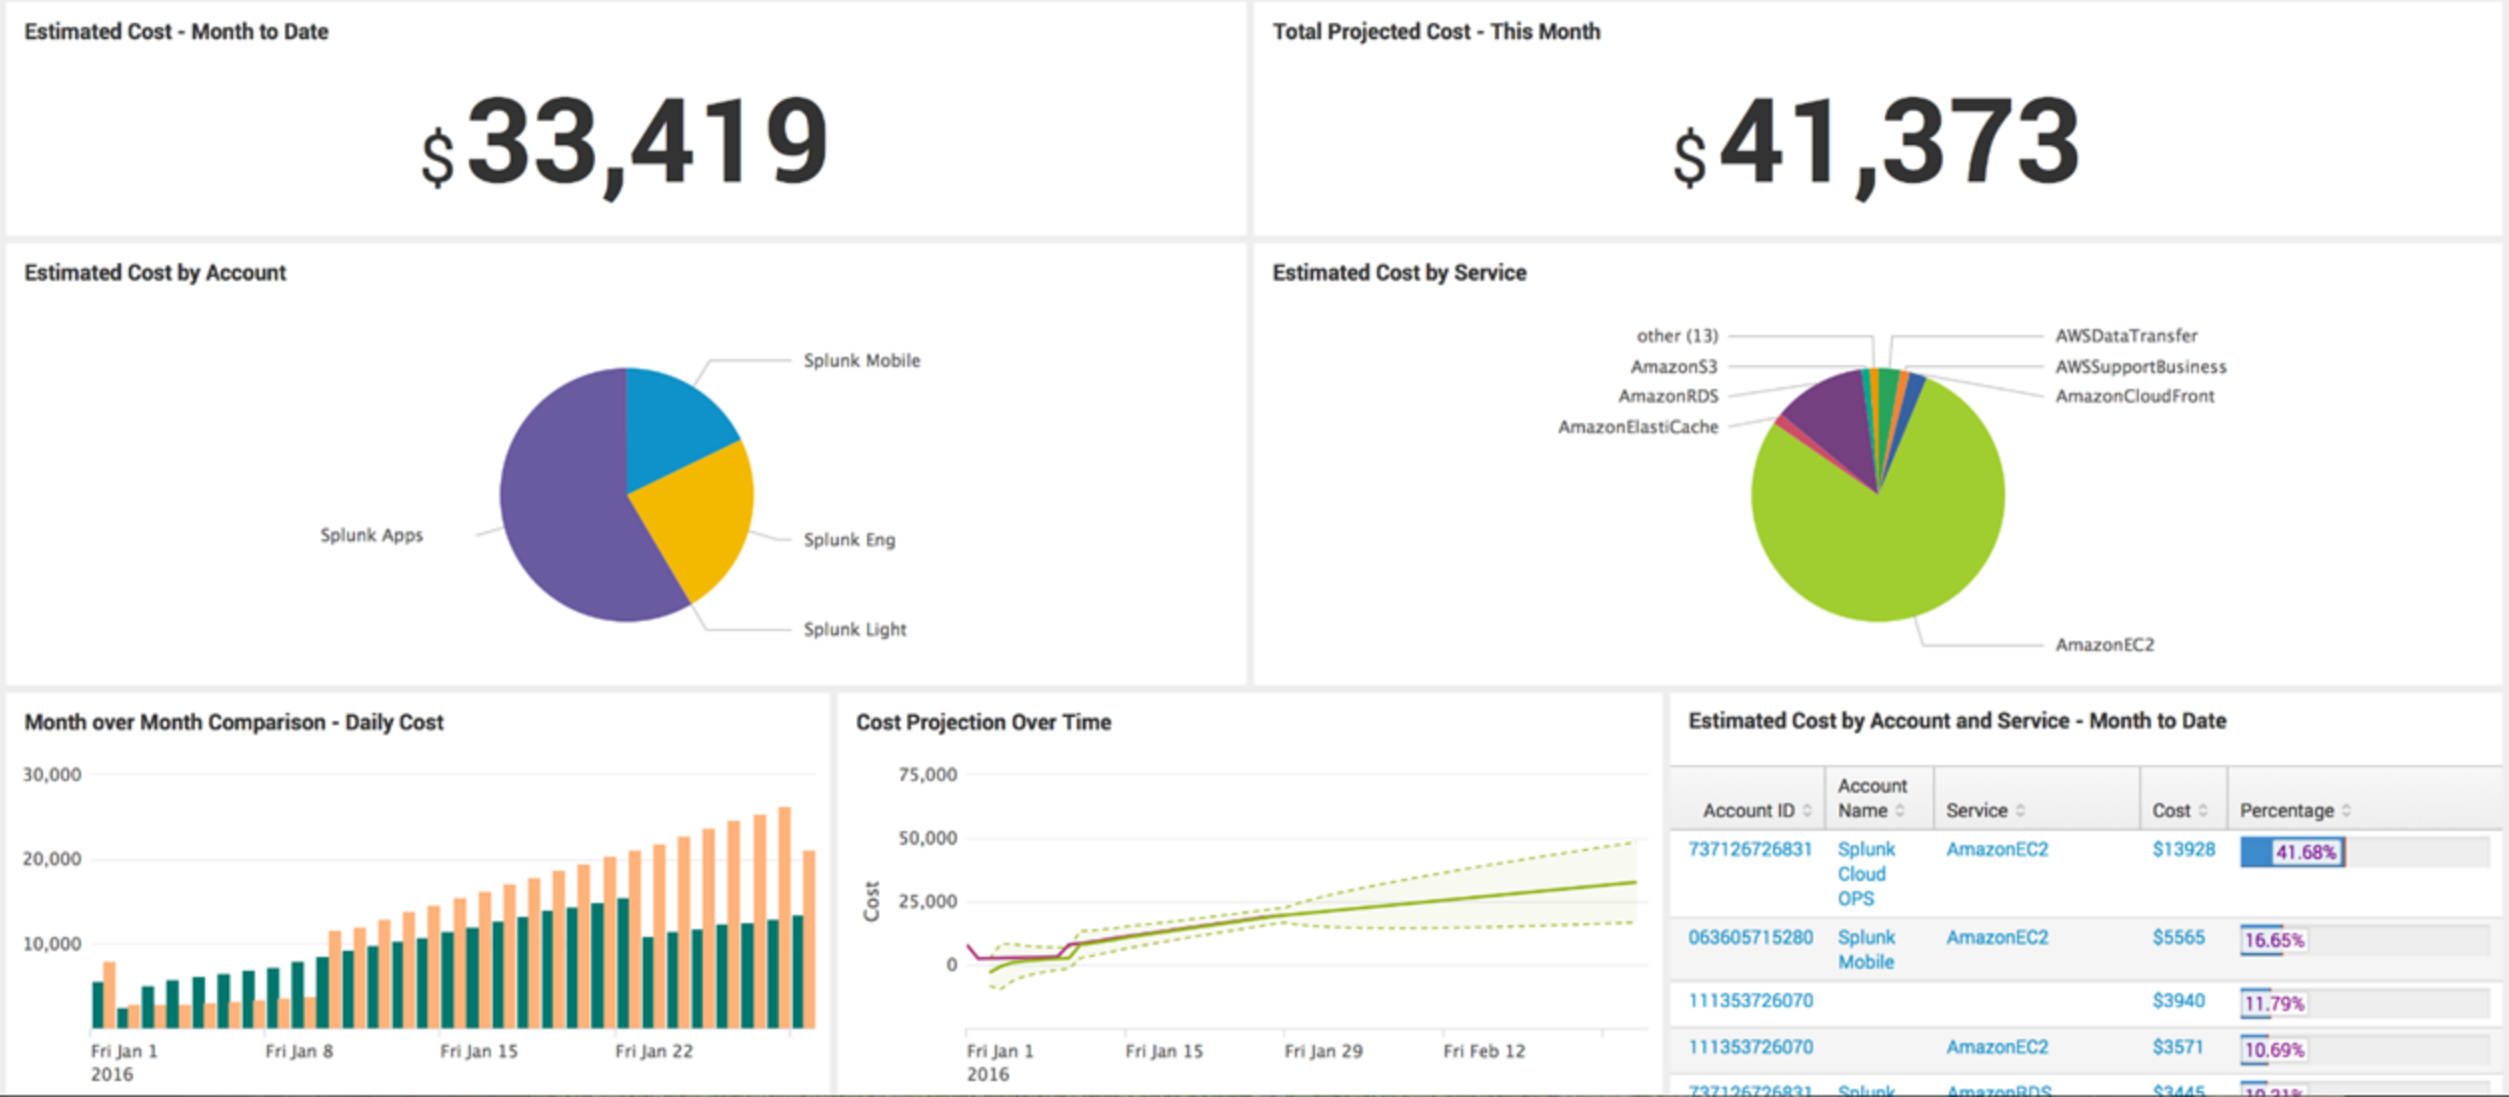 Estimated Cost - Month to Date
$33,419
Total Projected Cost - This Month
$41,373
Estimated Cost by Account
Splunk Mobile
Splunk Eng
Splunk Light
Splunk Apps
Estimated Cost by Service
other (13)
AmazonS3
AmazonRDS
AmazonElastiCache
AWSDataTransfer
AWSSupportBusiness
AmazonCloudFront
AmazonEC2
Month over Month Comparison - Daily Cost
30,000
20,000
10,000
Fri Jan 1
2016
Fri Jan 8
Fri Jan 15
Fri Jan 22
Cost Projection Over Time
75,000
50,000
25,000
0
Cost
Fri Jan 1
2016
Fri Jan 15
Fri Jan 29
Fri Feb 12
Estimated Cost by Account and Service - Month to Date
Account ID
Account
Name
Service
Cost
Percentage
737126726831
Splunk
Cloud
OPS
AmazonEC2
$13928
41.68%
063605715280
Splunk
Mobile
AmazonEC2
$5565
16.65%
111353726070
$3940
11.79%
111353726070
AmazonEC2
$3571
10.69%
737126726831
Splunk
AmazonRDS
$3445